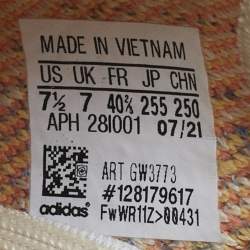 MADE IN VIETNAM
US UK FR JP CHN
7½ 7 40⅔ 255 250
APH 28I001 07/21
ART GW3773
#128179617
adidas FwWR11Z>00431